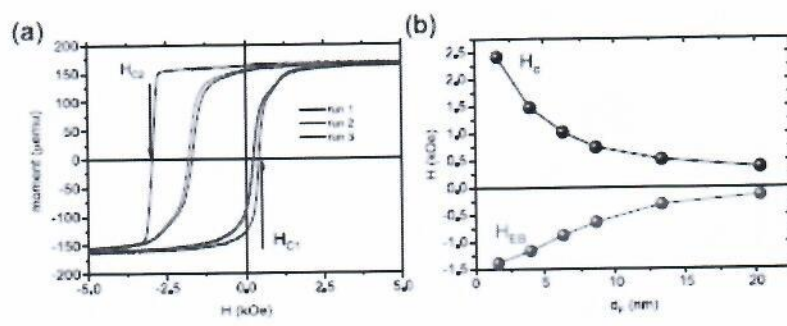 (a)
200
150
100
50
0
-50
-100
-150
-200
moment (µemu)
-5.0
-2.5
0.0
2.5
5.0
H (kOe)
H_C2
H_C1
run 1
run 2
run 3
(b)
2.5
2.0
1.5
1.0
0.5
0.0
-0.5
-1.0
-1.5
H (kOe)
0
5
10
15
20
(nm)
H_c
H_EB